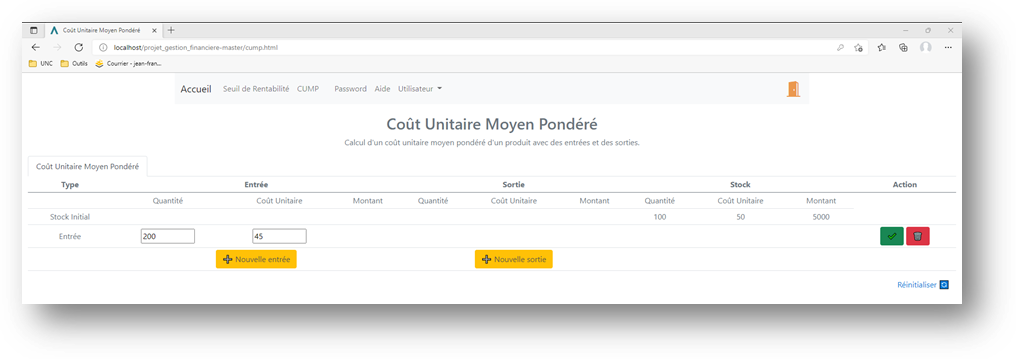 Coût Unitaire Moyen Pondéré
localhost/projet_gestion_financiere-master/cump.html
UNC Outils Courrier - jean-fran...
Accueil Seuil de Rentabilité CUMP Password Aide Utilisateur
Coût Unitaire Moyen Pondéré
Calcul d'un coût unitaire moyen pondéré d'un produit avec des entrées et des sorties.
Coût Unitaire Moyen Pondéré
Type Entrée Sortie Stock Action
Quantité Coût Unitaire Montant Quantité Coût Unitaire Montant Quantité Coût Unitaire Montant
Stock Initial 100 50 5000
Entrée 200 45
Nouvelle entrée Nouvelle sortie
Réinitialiser